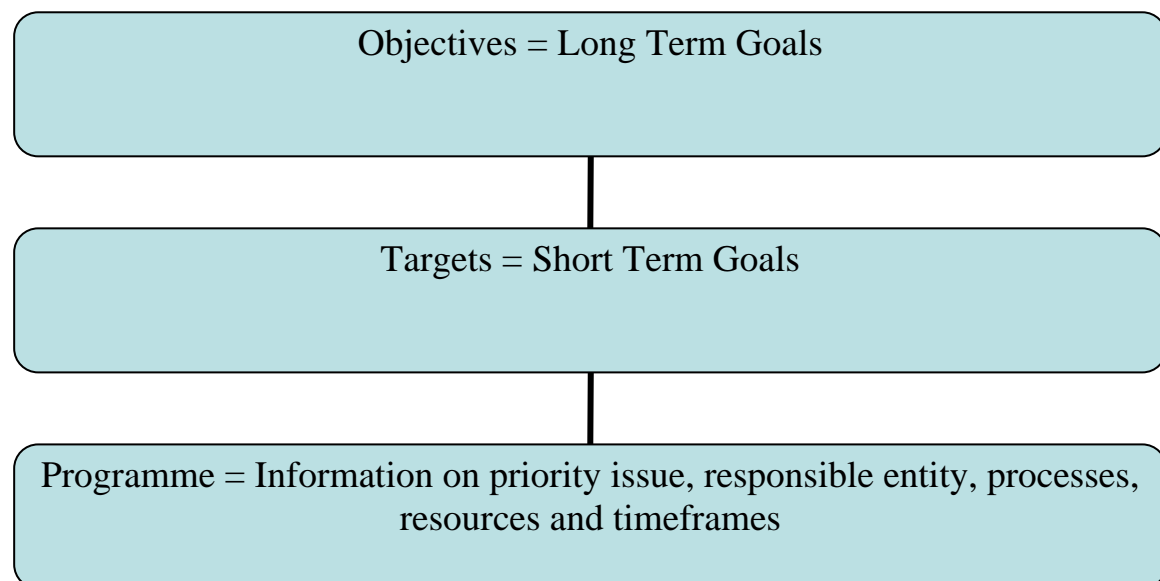 Objectives = Long Term Goals
Targets = Short Term Goals
Programme = Information on priority issue, responsible entity, processes,
resources and timeframes